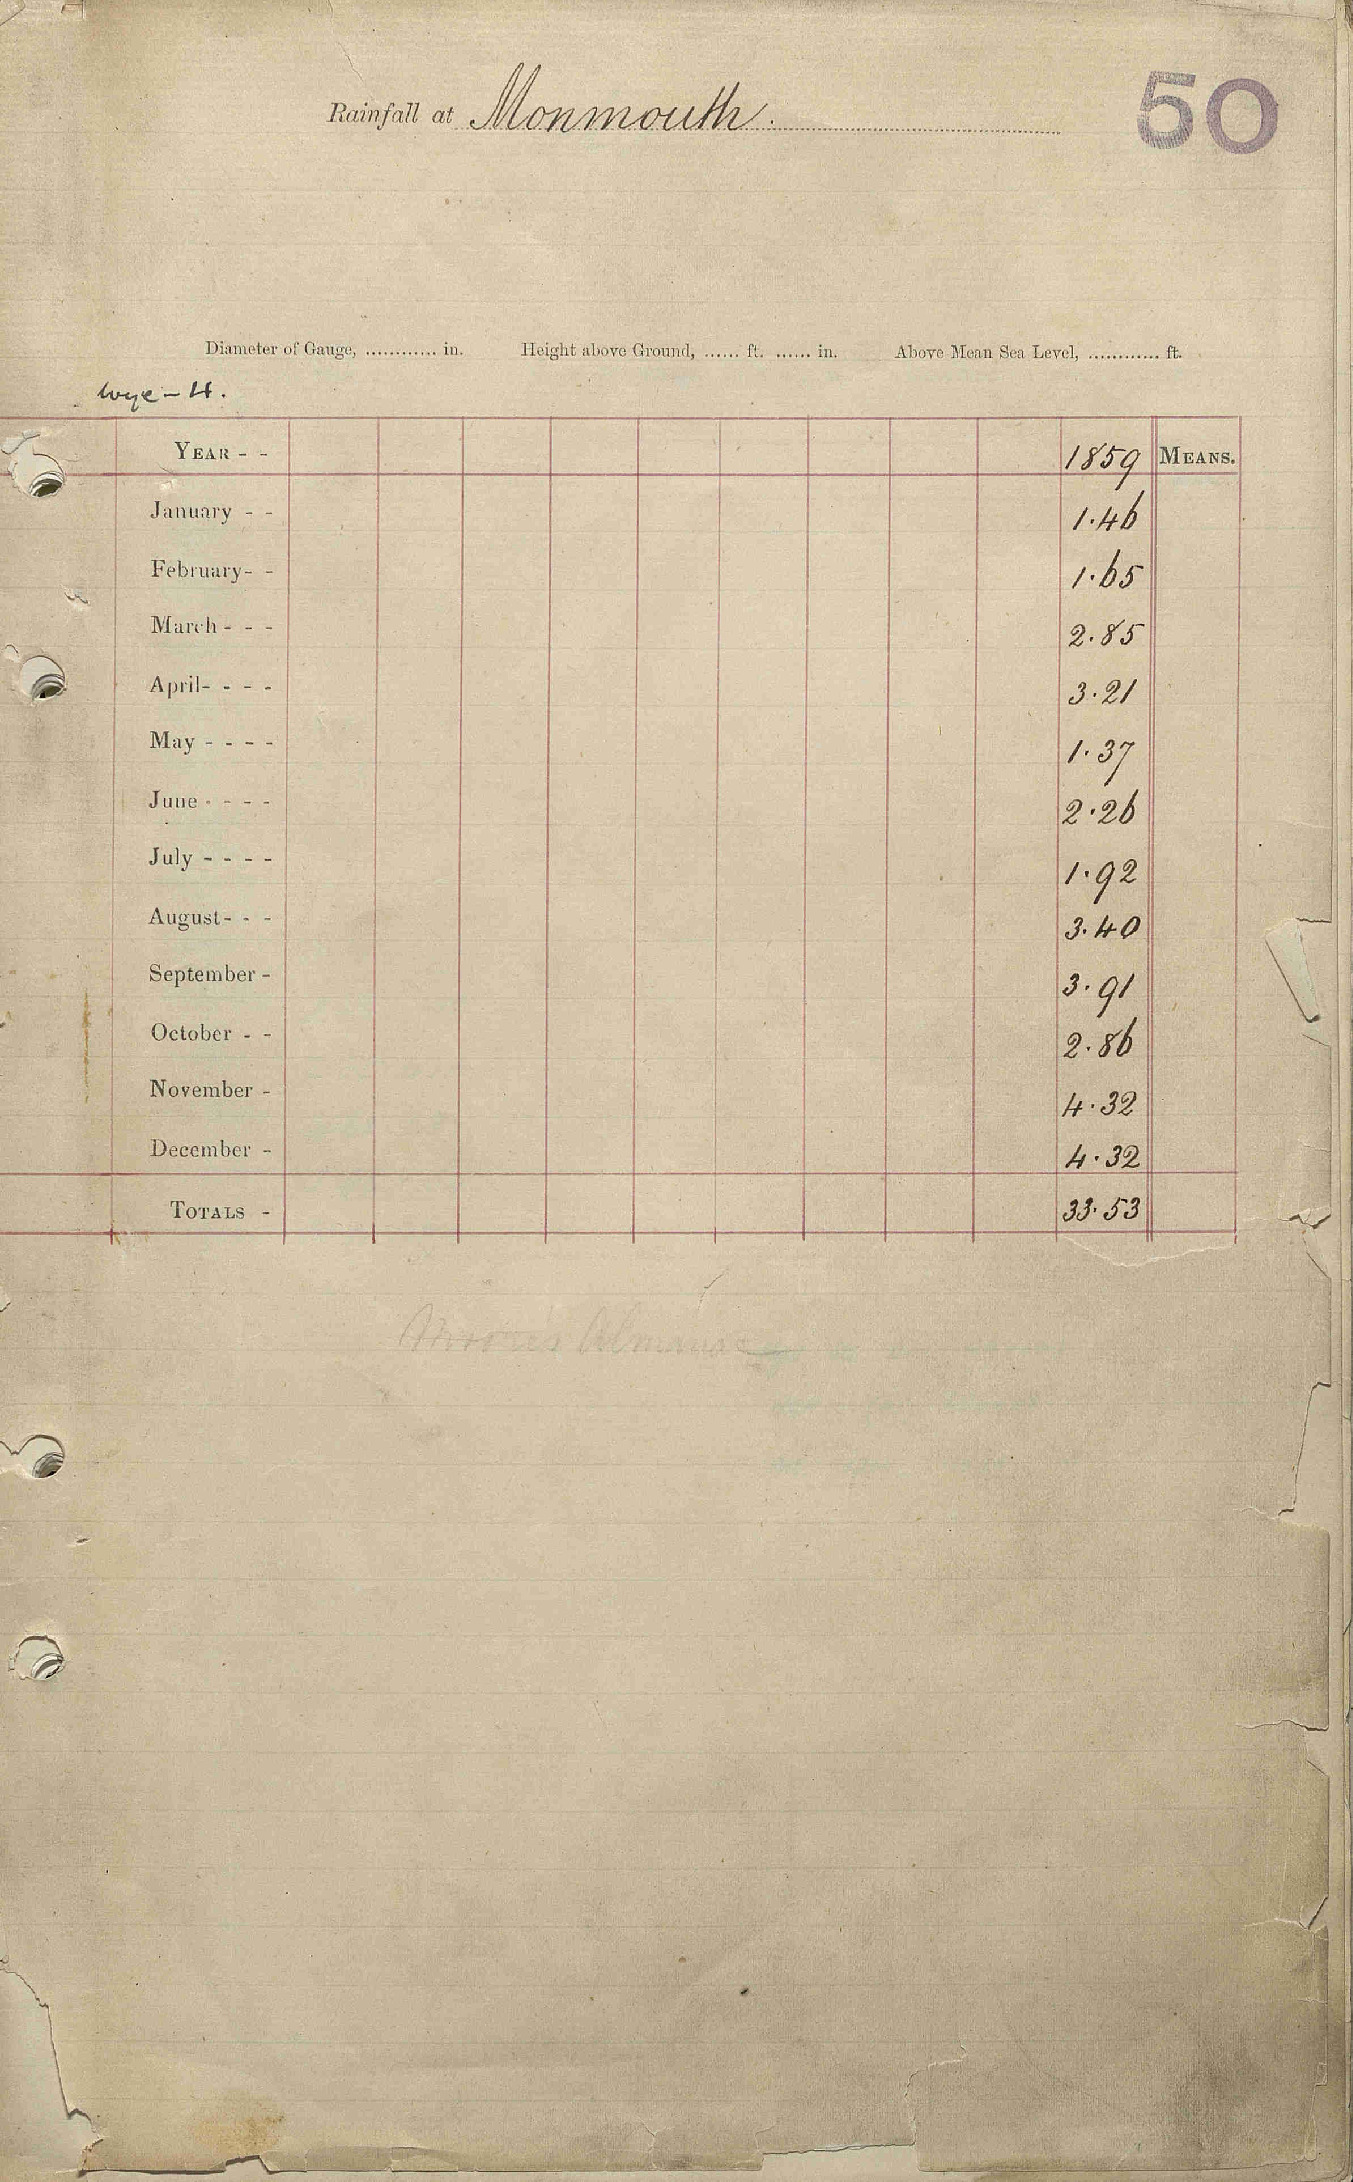 Rainfall at Monmouth.
50
Diameter of Gauge, ............ in. Height above Ground, ...... ft. ...... in. Above Mean Sea Level, ............ ft.
Wye - H.
YEAR - - 1859 MEANS.
January - - 1.46
February - - 1.65
March - - - 2.85
April - - - - 3.21
May - - - - 1.37
June - - - - 2.26
July - - - - 1.92
August - - - 3.40
September - 3.91
October - - 2.86
November - 4.32
December - 4.32
TOTALS - 33.53
Moore's Almanac